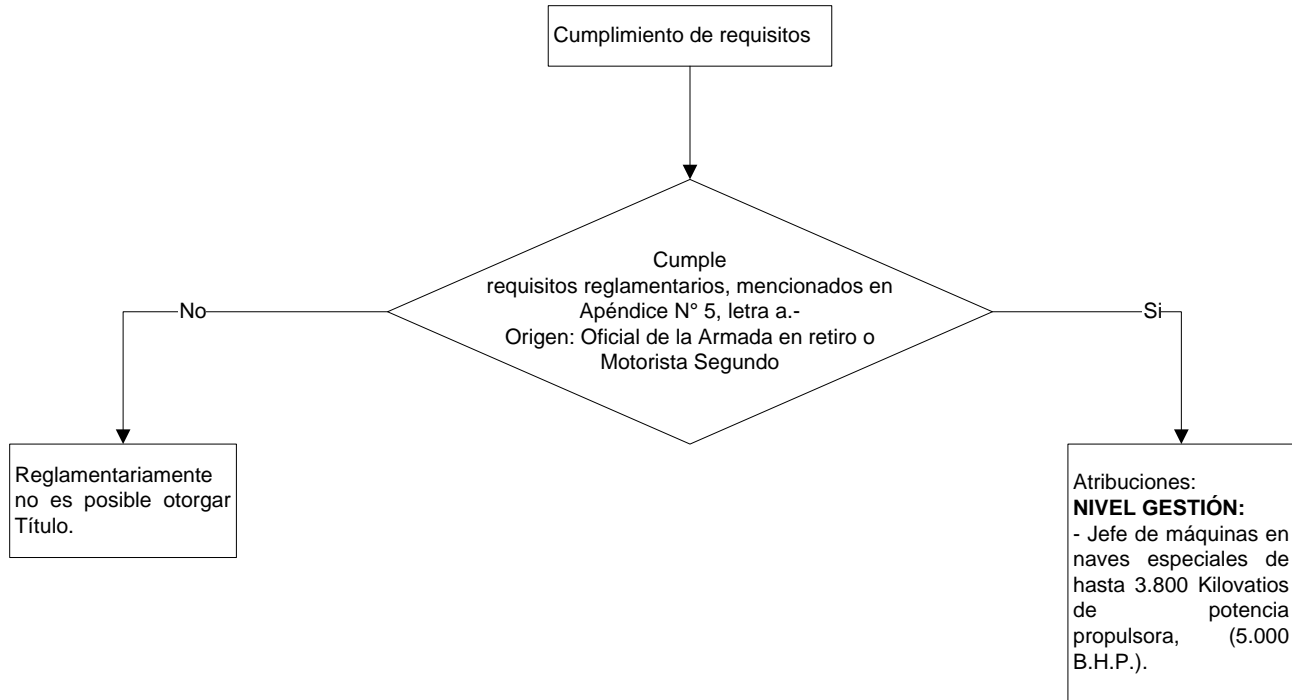 Cumplimiento de requisitos
Cumple
requisitos reglamentarios, mencionados en
Apéndice N° 5, letra a.-
Origen: Oficial de la Armada en retiro o
Motorista Segundo
No
Si
Reglamentariamente
no es posible otorgar
Título.
Atribuciones:
NIVEL GESTIÓN:
- Jefe de máquinas en
naves especiales de
hasta 3.800 Kilovatios
de potencia
propulsora, (5.000
B.H.P.).